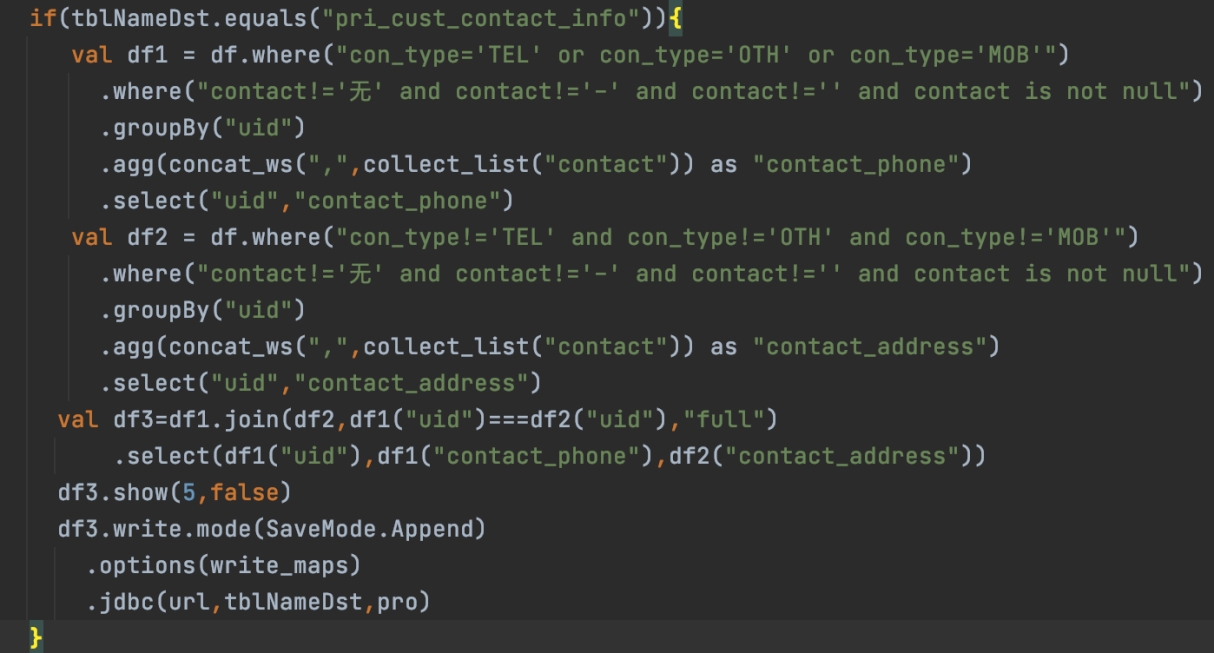 if(tblNameDst.equals("pri_cust_contact_info")){
val df1 = df.where("con_type='TEL' or con_type='OTH' or con_type='MOB'")
.where("contact!='无' and contact!='-' and contact!='' and contact is not null")
.groupBy("uid")
.agg(concat_ws(",",collect_list("contact")) as "contact_phone")
.select("uid","contact_phone")
val df2 = df.where("con_type!='TEL' and con_type!='OTH' and con_type!='MOB'")
.where("contact!='无' and contact!='-' and contact!='' and contact is not null")
.groupBy("uid")
.agg(concat_ws(",",collect_list("contact")) as "contact_address")
.select("uid","contact_address")
val df3=df1.join(df2,df1("uid")===df2("uid"),"full")
.select(df1("uid"),df1("contact_phone"),df2("contact_address"))
df3.show(5,false)
df3.write.mode(SaveMode.Append)
.options(write_maps)
.jdbc(url,tblNameDst,pro)
}